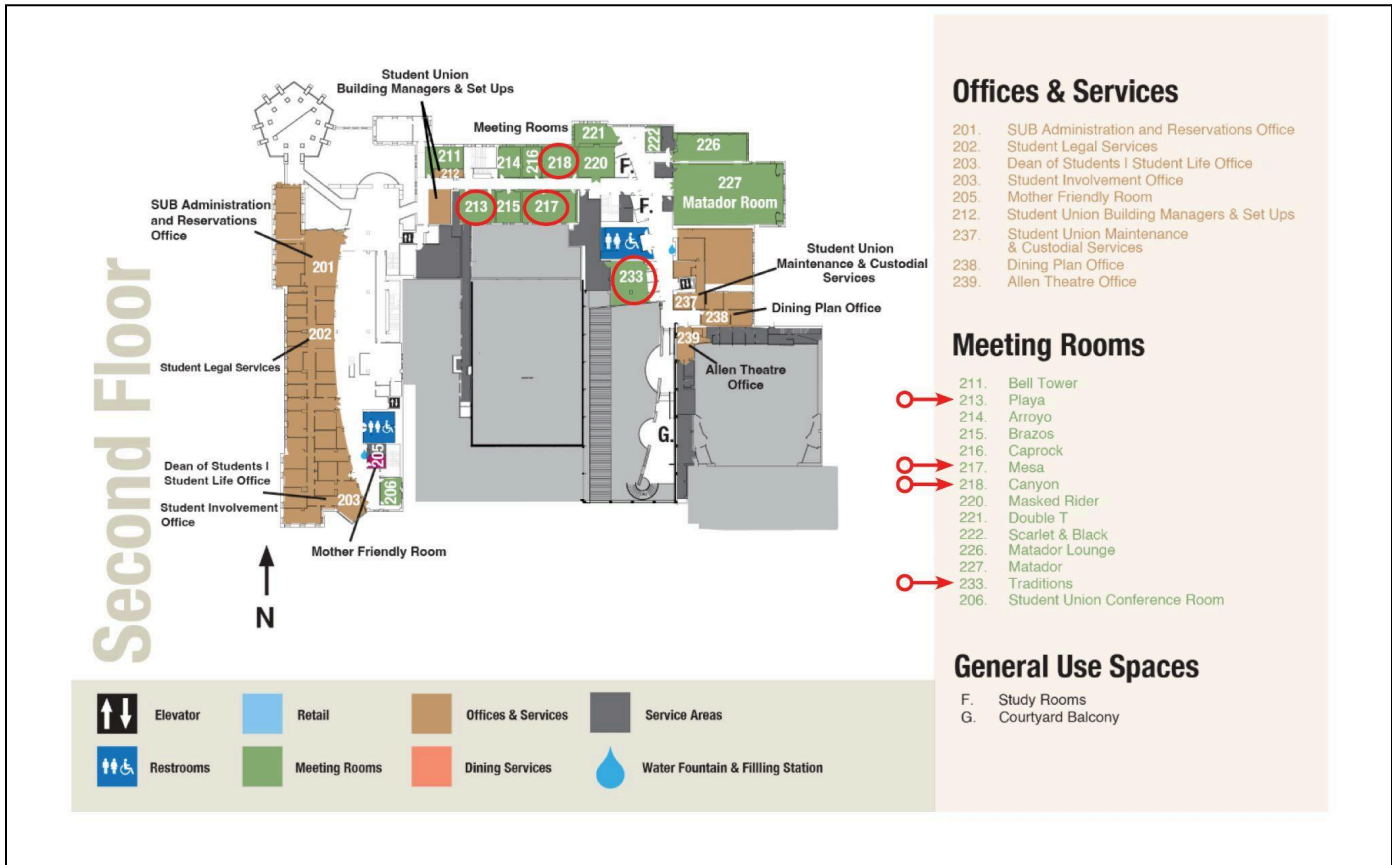 Second Floor
Student Union
Building Managers & Set Ups
Meeting Rooms
221
222
226
211
214
216
218
220
F.
212
227
Matador Room
213
215
217
F.
SUB Administration
and Reservations
Office
201
233
Student Union
Maintenance & Custodial
Services
237
238
Dining Plan Office
202
Student Legal Services
239
Allen Theatre
Office
G.
205
Dean of Students |
Student Life Office
203
206
Student Involvement
Office
Mother Friendly Room
N
Elevator
Retail
Offices & Services
Service Areas
Restrooms
Meeting Rooms
Dining Services
Water Fountain & Fillling Station
Offices & Services
201. SUB Administration and Reservations Office
202. Student Legal Services
203. Dean of Students | Student Life Office
203. Student Involvement Office
205. Mother Friendly Room
212. Student Union Building Managers & Set Ups
237. Student Union Maintenance
& Custodial Services
238. Dining Plan Office
239. Allen Theatre Office
Meeting Rooms
211. Bell Tower
213. Playa
214. Arroyo
215. Brazos
216. Caprock
217. Mesa
218. Canyon
220. Masked Rider
221. Double T
222. Scarlet & Black
226. Matador Lounge
227. Matador
233. Traditions
206. Student Union Conference Room
General Use Spaces
F. Study Rooms
G. Courtyard Balcony